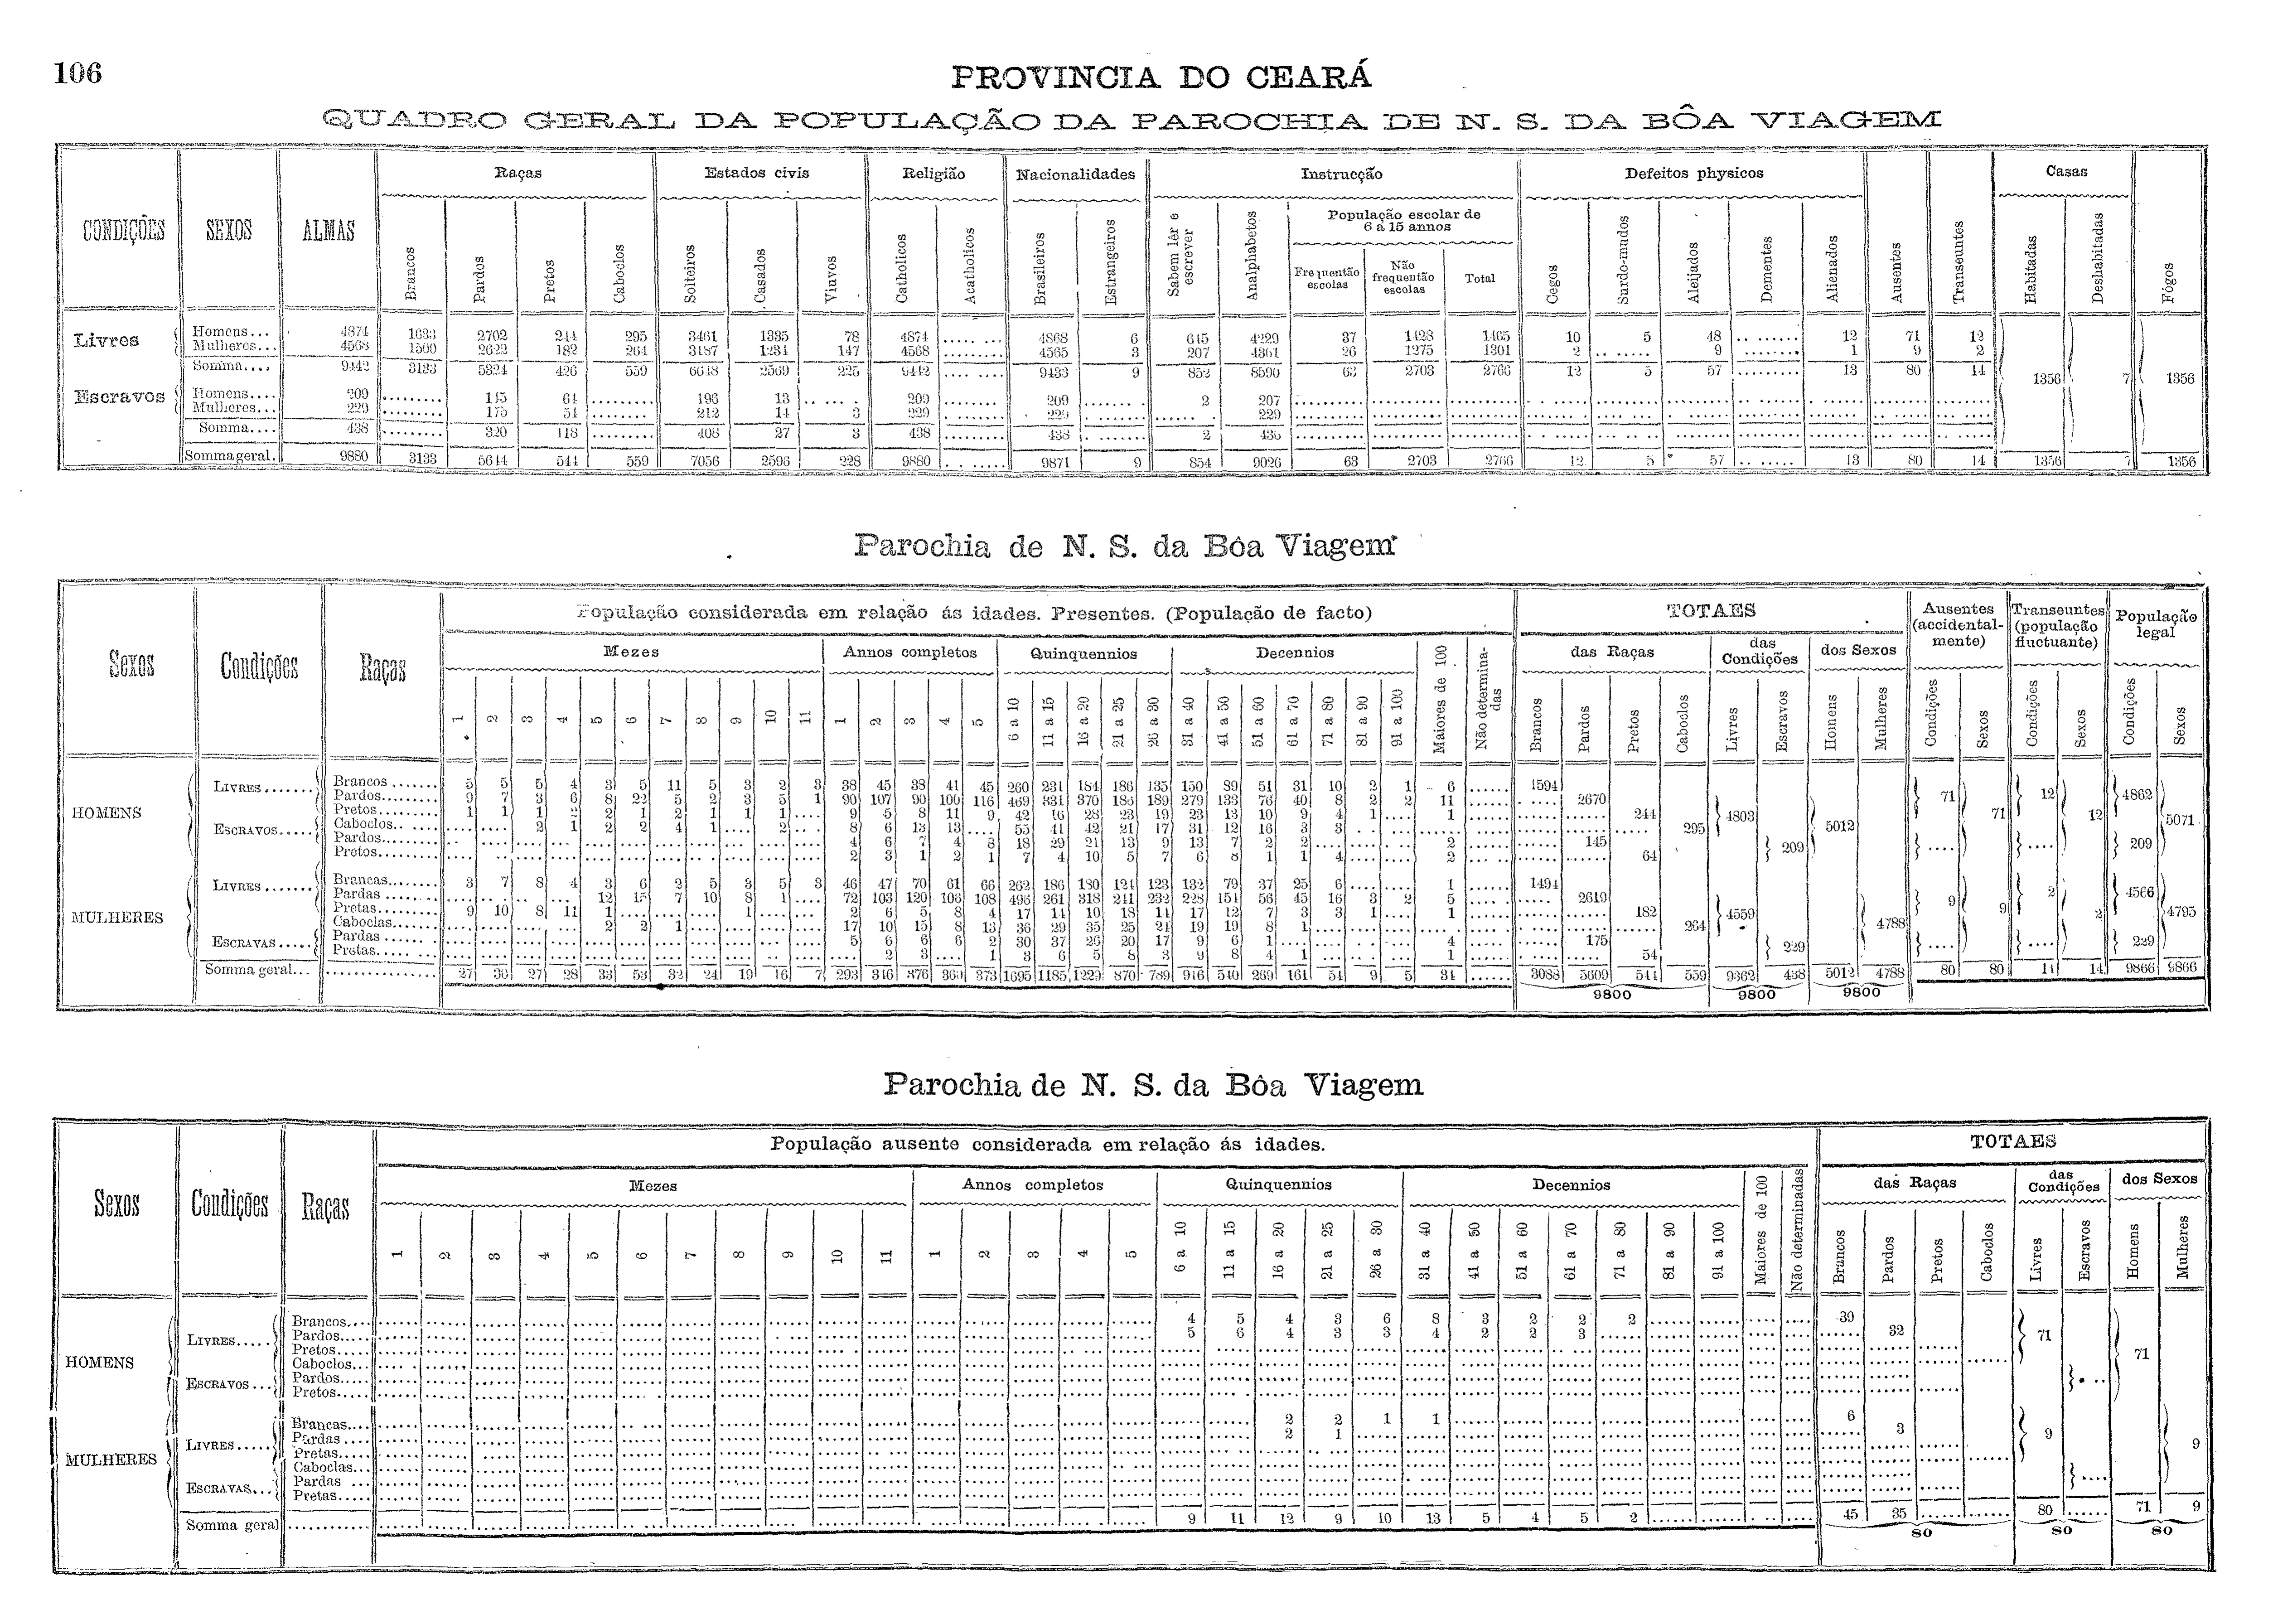 106
PROVINCIA DO CEARÁ
QUADRO GERAL DA POPULAÇÃO DA PAROCHIA DE N. S. DA BÔA VIAGEM
CONDIÇÕES SEXOS ALMAS Raças Estados civis Religião Nacionalidades Instrucção Defeitos physicos Ausentes Transeuntes Casas Fógos
População escolar de 6 a 15 annos
Brancos Pardos Pretos Caboclos Solteiros Casados Viuvos Catholicos Acatholicos Brasileiros Estrangeiros Sabem lêr e escrever Analphabetos Frequentão escolas Não frequentão escolas Total Cegos Surdo-mudos Aleijados Dementes Alienados Habitadas Deshabitadas
Livres Homens... 4874 1633 2702 244 295 3461 1335 78 4874 4868 6 645 4229 37 1428 1465 10 5 48 12 71 12
Mulheres... 4568 1500 2622 182 264 3187 1234 147 4568 4565 3 207 4361 26 1275 1301 2 9 1 9 2
Somma.... 9442 3133 5324 426 559 6648 2569 225 9442 9433 9 852 8590 63 2703 2766 12 5 57 13 80 14
1356 7 1356
Escravos Homens.... 209 145 64 196 13 209 209 2 207
Mulheres... 229 175 54 212 14 3 229 229 229
Somma.... 438 320 118 408 27 3 438 438 2 436
Somma geral. 9880 3133 5644 544 559 7056 2596 228 9880 9871 9 854 9026 63 2703 2766 12 5 57 13 80 14 1356 7 1356
Parochia de N. S. da Bôa Viagem
Sexos Condições Raças População considerada em relação ás idades. Presentes. (População de facto) TOTAES Ausentes (accidentalmente) Transeuntes (população fluctuante) População legal
Mezes Annos completos Quinquennios Decennios Maiores de 100 Não determinadas das Raças das Condições dos Sexos
1 2 3 4 5 6 7 8 9 10 11 1 2 3 4 5 6 a 10 11 a 15 16 a 20 21 a 25 26 a 30 31 a 40 41 a 50 51 a 60 61 a 70 71 a 80 81 a 90 91 a 100 Brancos Pardos Pretos Caboclos Livres Escravos Homens Mulheres Condições Sexos Condições Sexos Condições Sexos
HOMENS LIVRES....... Brancos ....... 5 5 5 4 3 5 11 5 3 2 3 38 45 38 41 45 260 231 184 186 135 150 89 51 31 10 2 1 6 1594
Pardos........ 9 7 3 6 8 22 5 2 3 5 1 90 107 90 100 116 469 331 370 186 189 279 133 76 40 8 2 2 11 2670
Pretos........ 1 1 1 2 2 1 2 1 1 1 9 5 8 11 9 42 16 28 23 19 23 13 10 9 4 1 1 244
Caboclos.. .... 2 1 2 2 4 1 2 8 6 13 13 55 41 42 21 17 31 12 16 3 3 295
4803 5012 71 71 12 12 4862 5071
ESCRAVOS..... Pardos........ 4 6 7 4 8 18 29 21 13 9 13 7 2 2 2 145
Pretos........ 2 3 1 2 1 7 4 10 5 7 6 8 1 1 4 2 64
209 209
MULHERES LIVRES....... Brancas....... 3 7 8 4 3 6 2 5 3 5 3 46 47 70 61 66 262 186 180 124 123 132 79 37 25 6 1 1494
Pardas ....... 12 15 7 10 8 1 72 103 120 106 108 496 261 318 241 232 228 151 56 45 16 3 2 5 2619
Pretas........ 9 10 8 11 1 1 2 6 5 8 4 17 14 10 18 14 17 12 7 3 3 1 1 182
Caboclas..... 2 2 1 17 10 15 8 13 36 29 35 25 24 19 19 8 1 264
4559 4788 9 9 2 2 4566 4795
ESCRAVAS..... Pardas ...... 5 6 6 6 2 30 37 26 20 17 9 6 1 4 175
Pretas..... 2 3 1 3 6 5 8 3 9 8 4 1 1 54
229 229
Somma geral... 27 30 27 28 33 53 32 24 19 16 7 293 346 376 360 373 1695 1185 1229 870 789 916 540 269 161 54 9 5 34 3088 5609 544 559 9362 438 5012 4788 80 80 14 14 9866 9866
9800 9800 9800
Parochia de N. S. da Bôa Viagem
Sexos Condições Raças População ausente considerada em relação ás idades. TOTAES
Mezes Annos completos Quinquennios Decennios Maiores de 100 Não determinadas das Raças das Condições dos Sexos
1 2 3 4 5 6 7 8 9 10 11 1 2 3 4 5 6 a 10 11 a 15 16 a 20 21 a 25 26 a 30 31 a 40 41 a 50 51 a 60 61 a 70 71 a 80 81 a 90 91 a 100 Brancos Pardos Pretos Caboclos Livres Escravos Homens Mulheres
HOMENS LIVRES..... Brancos.... 4 5 4 3 6 8 3 2 2 2 39
Pardos..... 5 6 4 3 3 4 2 2 3 32
Pretos.....
Caboclos...
71 71
ESCRAVOS... Pardos.....
Pretos.....
MULHERES LIVRES..... Brancas.... 2 2 1 1 6
Pardas .... 2 1 3
Pretas....
Caboclas...
9 9
ESCRAVAS... Pardas ...
Pretas.....
Somma geral 9 11 12 9 10 13 5 4 5 2 45 35 80 71 9
80 80 80